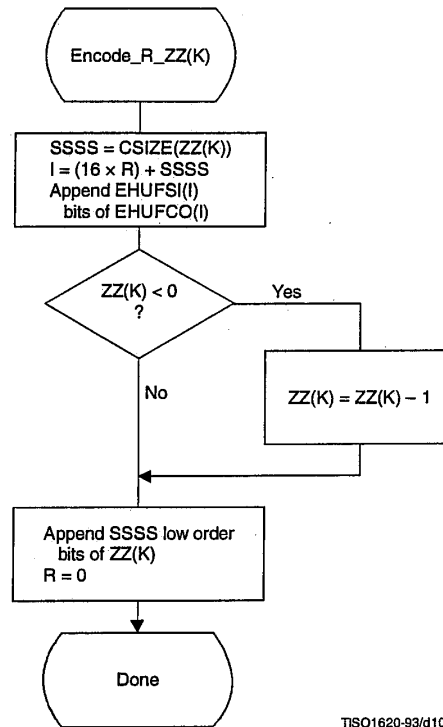 Encode_R_ZZ(K)
SSSS = CSIZE(ZZ(K))
I = (16 × R) + SSSS
Append EHUFSI(I)
bits of EHUFCO(I)
ZZ(K) < 0
?
Yes
No
ZZ(K) = ZZ(K) – 1
Append SSSS low order
bits of ZZ(K)
R = 0
Done
TISO1620-93/d10